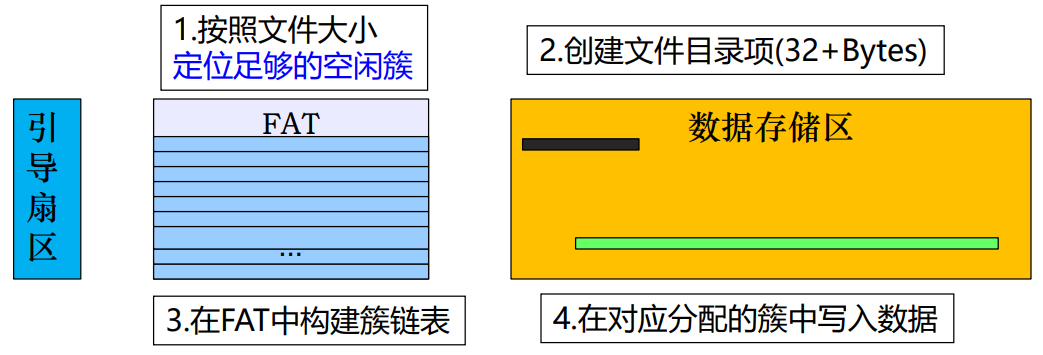 1.按照文件大小
定位足够的空闲簇
2.创建文件目录项(32+Bytes)
引导扇区
FAT
...
数据存储区
3.在FAT中构建簇链表
4.在对应分配的簇中写入数据